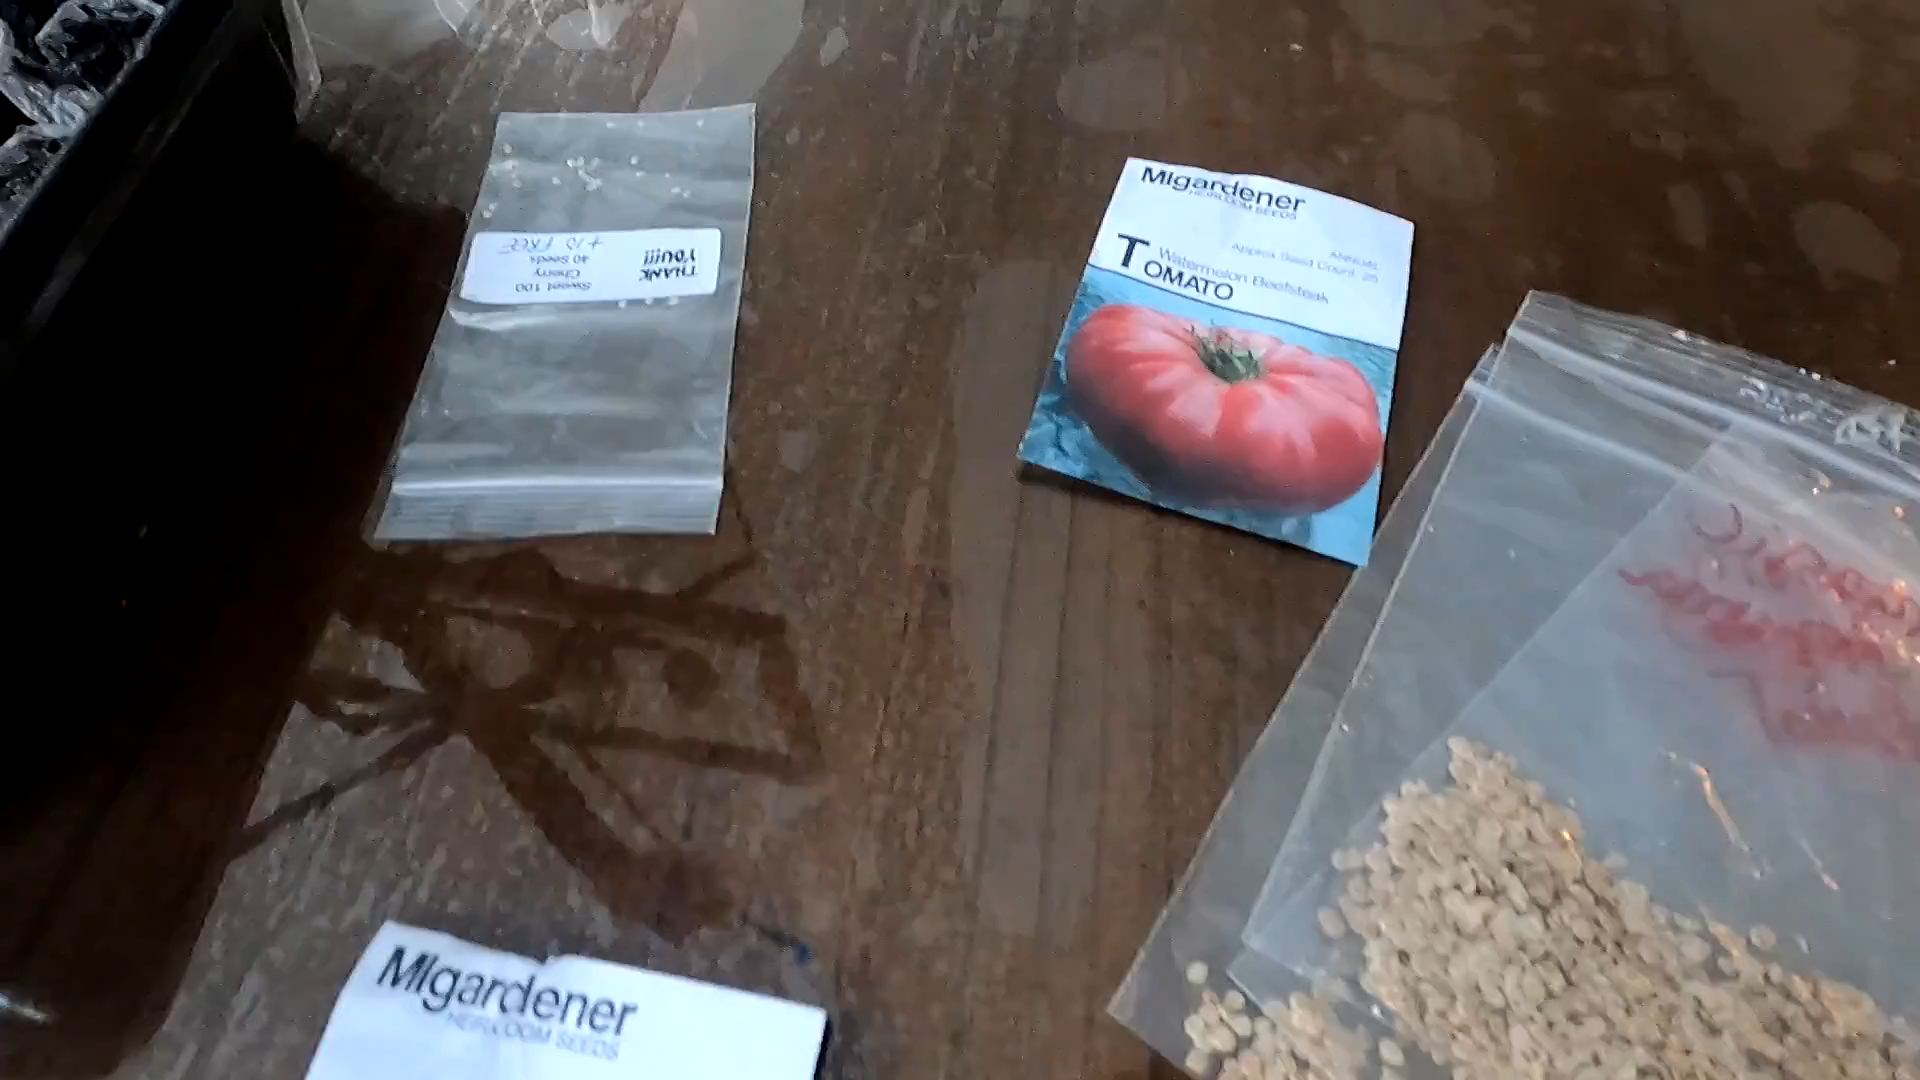 THANK
YOU!!!
Sweet 100
Cherry
40 Seeds
+10 FREE
MIgardener
HEIRLOOM SEEDS
ANNUAL
Approx Seed Count: 25
Watermelon Beefsteak
TOMATO
MIgardener
HEIRLOOM SEEDS